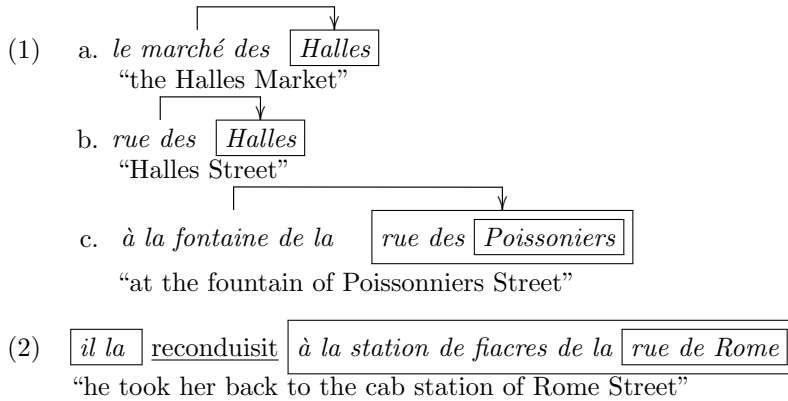 (1) a. le marché des Halles
“the Halles Market”
b. rue des Halles
“Halles Street”
c. à la fontaine de la rue des Poissoniers
“at the fountain of Poissonniers Street”
(2) il la reconduisit à la station de fiacres de la rue de Rome
“he took her back to the cab station of Rome Street”